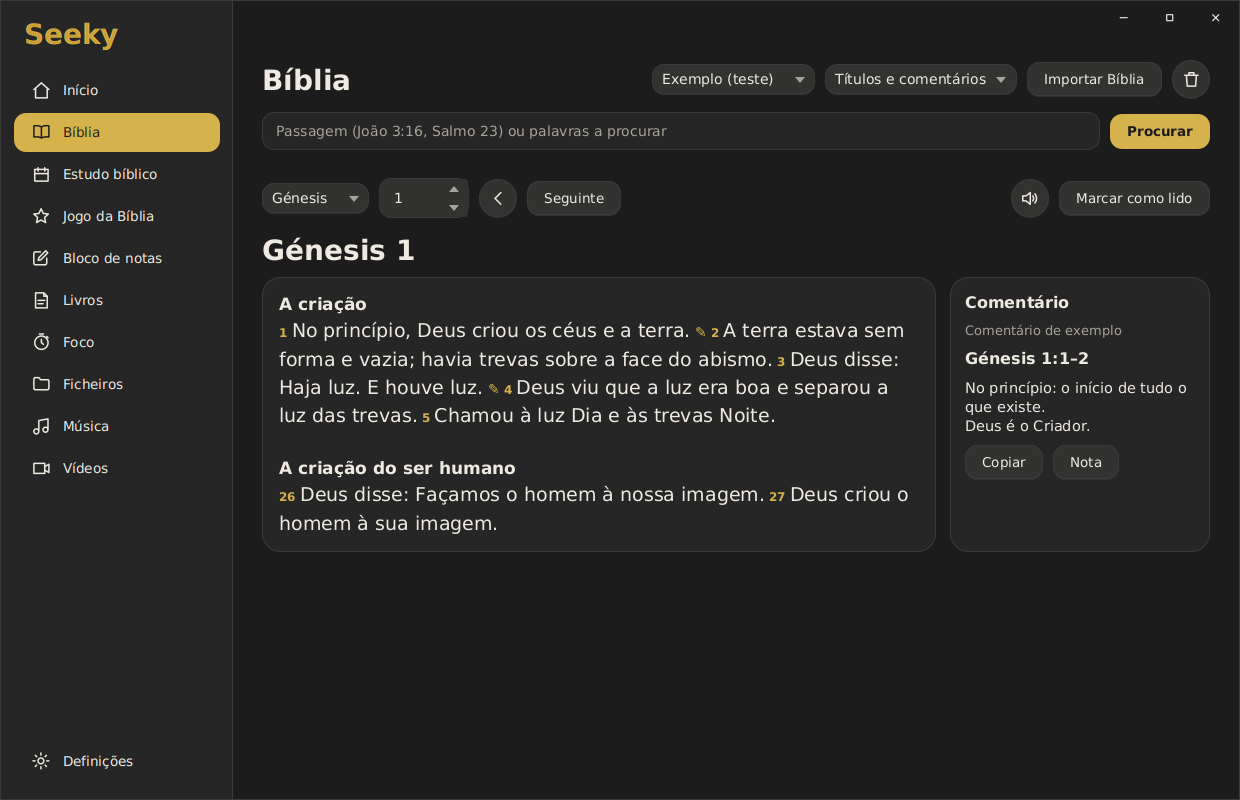 Seeky
Início
Bíblia
Estudo bíblico
Jogo da Bíblia
Bloco de notas
Livros
Foco
Ficheiros
Música
Vídeos
Definições
Bíblia
Exemplo (teste)
Títulos e comentários
Importar Bíblia
Passagem (João 3:16, Salmo 23) ou palavras a procurar
Procurar
Génesis
1
Seguinte
Marcar como lido
Génesis 1
A criação
1 No princípio, Deus criou os céus e a terra. ✎ 2 A terra estava sem
forma e vazia; havia trevas sobre a face do abismo. 3 Deus disse:
Haja luz. E houve luz. ✎ 4 Deus viu que a luz era boa e separou a
luz das trevas. 5 Chamou à luz Dia e às trevas Noite.
A criação do ser humano
26 Deus disse: Façamos o homem à nossa imagem. 27 Deus criou o
homem à sua imagem.
Comentário
Comentário de exemplo
Génesis 1:1–2
No princípio: o início de tudo o
que existe.
Deus é o Criador.
Copiar
Nota